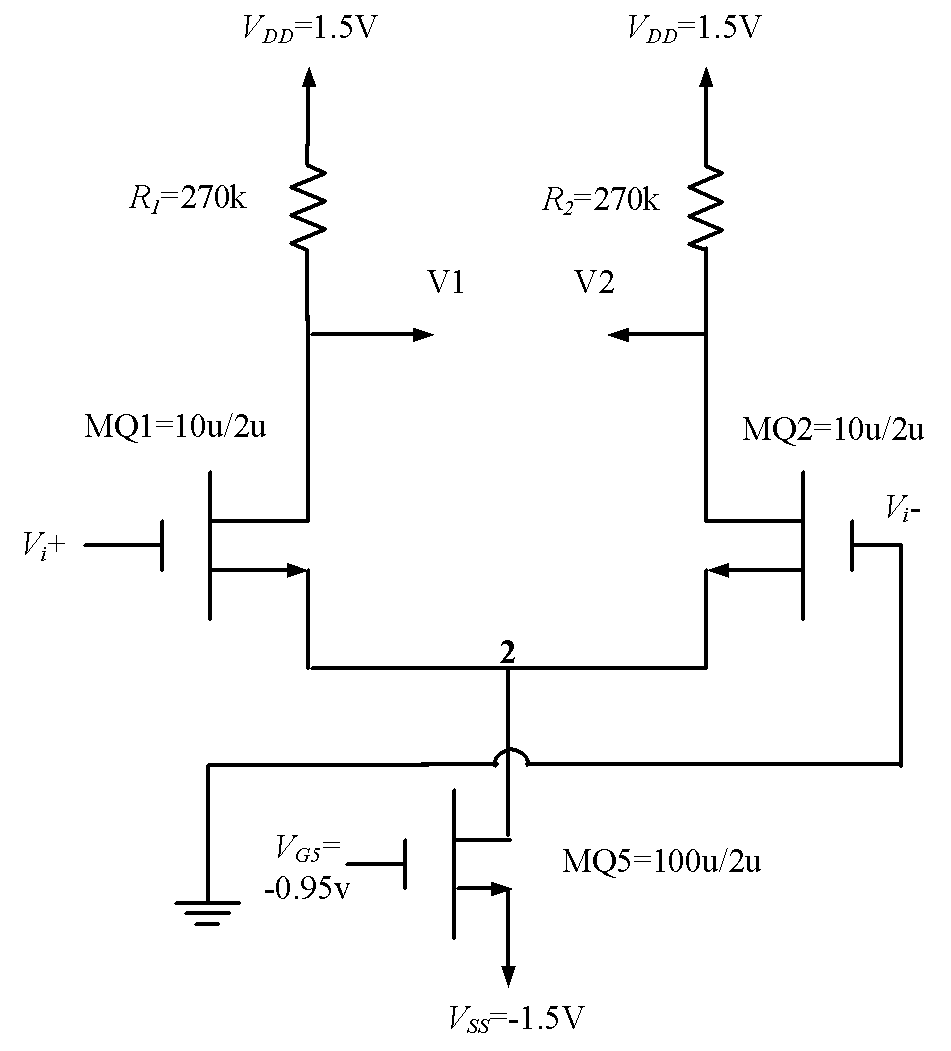 VDD=1.5V
VDD=1.5V
R1=270k
R2=270k
V1
V2
MQ1=10u/2u
MQ2=10u/2u
Vi+
Vi-
2
VG5=
-0.95v
MQ5=100u/2u
VSS=-1.5V